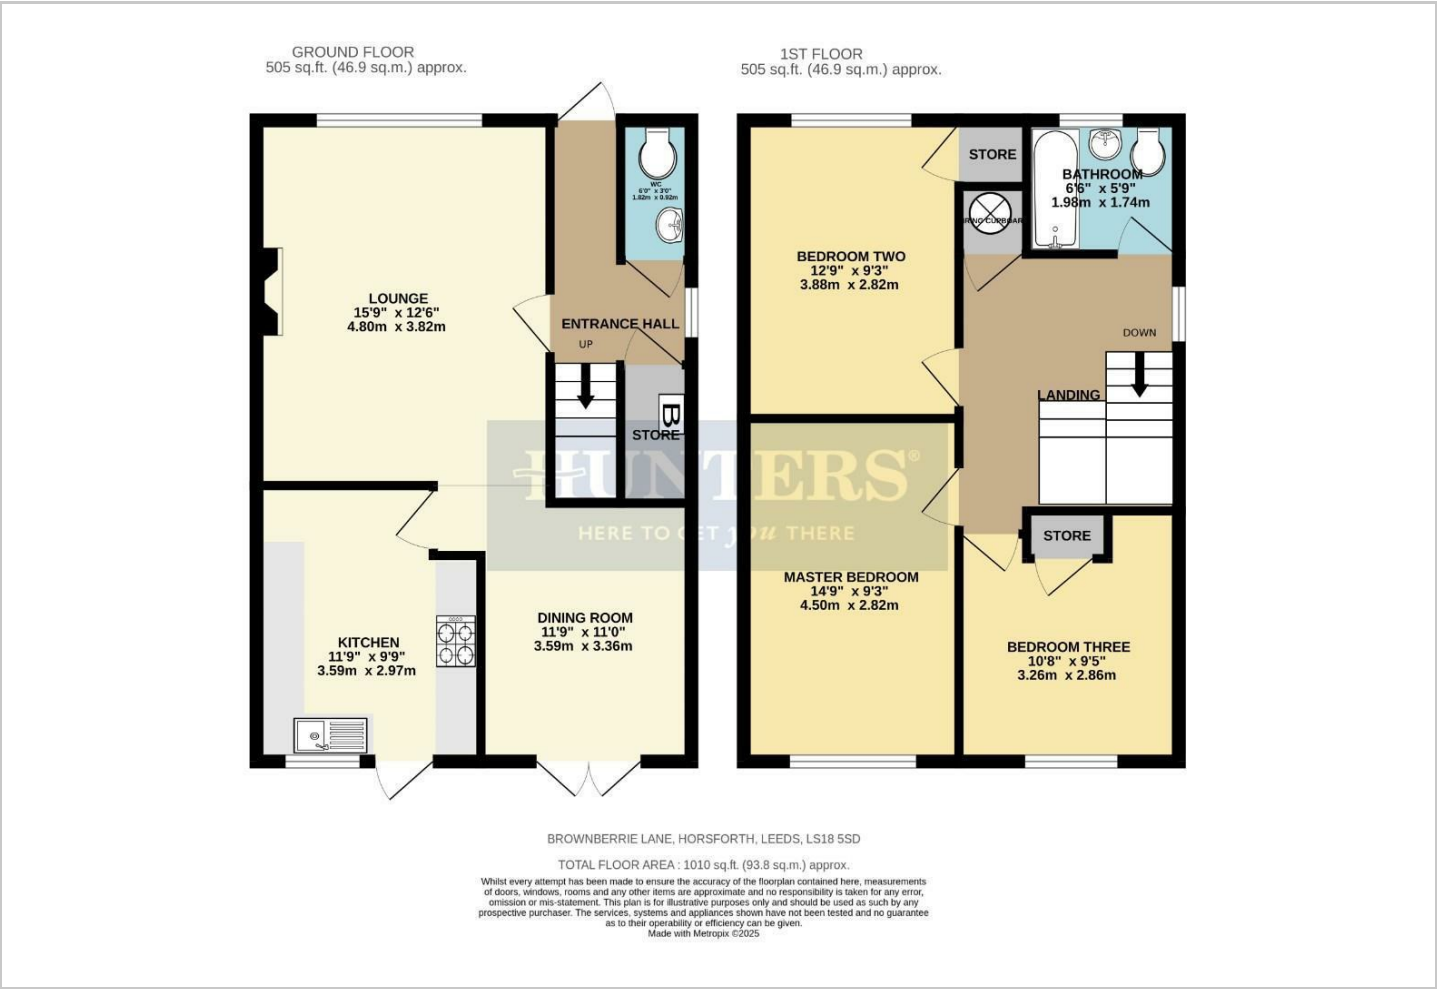 GROUND FLOOR
505 sq.ft. (46.9 sq.m.) approx.
1ST FLOOR
505 sq.ft. (46.9 sq.m.) approx.
WC
6'0" x 3'0"
1.82m x 0.92m
LOUNGE
15'9" x 12'6"
4.80m x 3.82m
ENTRANCE HALL
UP
B
STORE
KITCHEN
11'9" x 9'9"
3.59m x 2.97m
DINING ROOM
11'9" x 11'0"
3.59m x 3.36m
STORE
BATHROOM
6'6" x 5'9"
1.98m x 1.74m
BEDROOM TWO
12'9" x 9'3"
3.88m x 2.82m
DOWN
LANDING
STORE
MASTER BEDROOM
14'9" x 9'3"
4.50m x 2.82m
BEDROOM THREE
10'8" x 9'5"
3.26m x 2.86m
HUNTERS®
HERE TO GET you THERE
BROWNBERRIE LANE, HORSFORTH, LEEDS, LS18 5SD
TOTAL FLOOR AREA : 1010 sq.ft. (93.8 sq.m.) approx.
Whilst every attempt has been made to ensure the accuracy of the floorplan contained here, measurements
of doors, windows, rooms and any other items are approximate and no responsibility is taken for any error,
omission or mis-statement. This plan is for illustrative purposes only and should be used as such by any
prospective purchaser. The services, systems and appliances shown have not been tested and no guarantee
as to their operability or efficiency can be given.
Made with Metropix ©2025